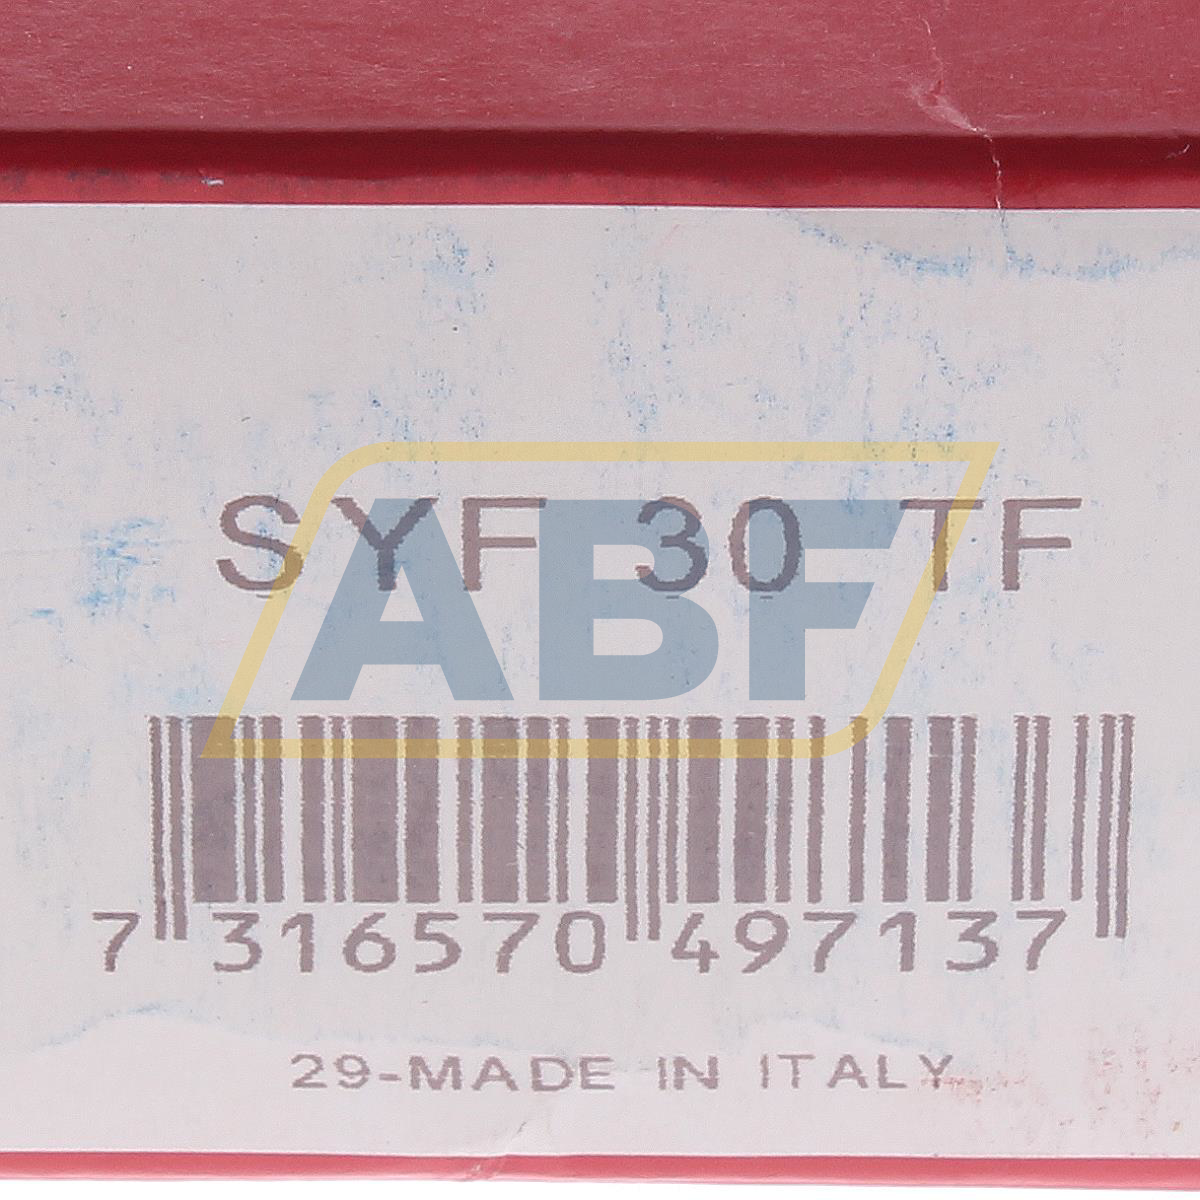 SYF 30 TF
ABF
7 316570 497137
29-MADE IN ITALY